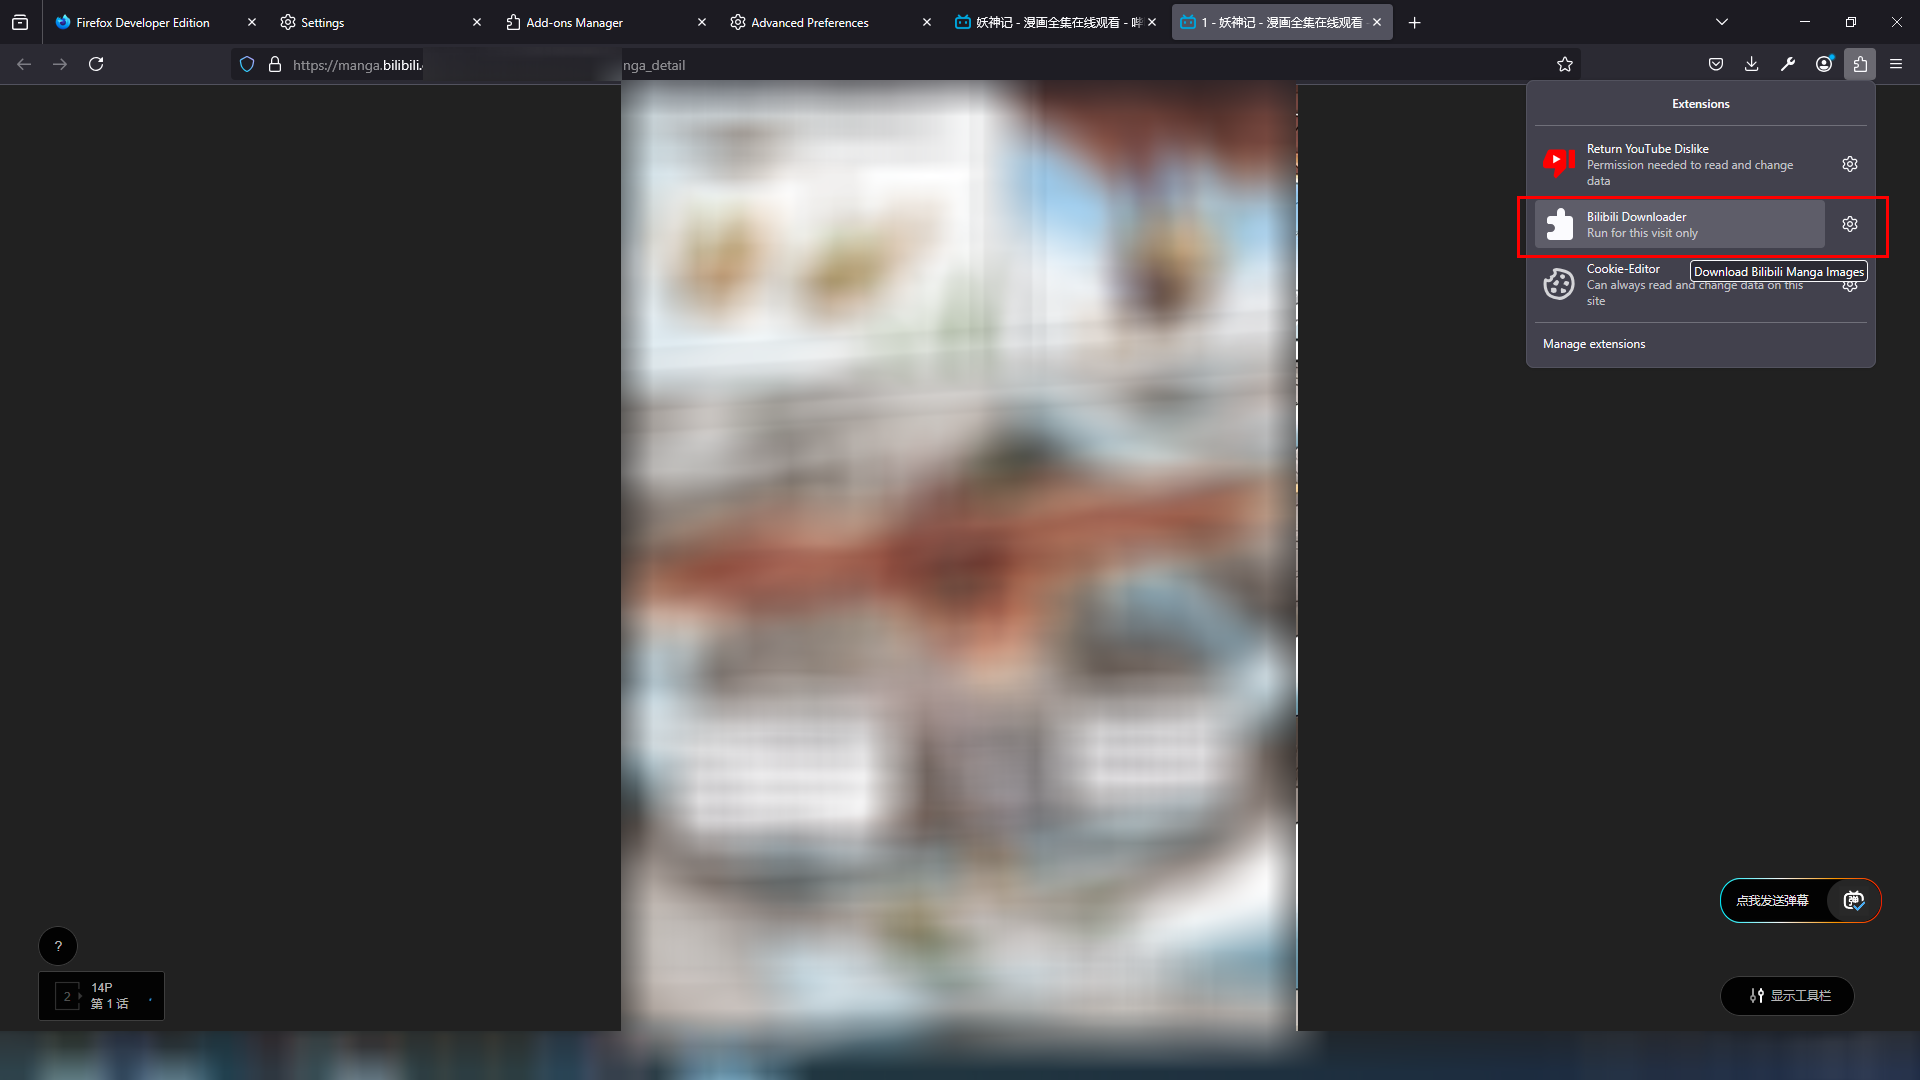 Firefox Developer Edition
Settings
Add-ons Manager
Advanced Preferences
妖神记 - 漫画全集在线观看 - 哔
1 - 妖神记 - 漫画全集在线观看
https://manga.bilibili.
nga_detail
Extensions
Return YouTube Dislike
Permission needed to read and change
data
Bilibili Downloader
Run for this visit only
Cookie-Editor
Download Bilibili Manga Images
Can always read and change data on this
site
Manage extensions
点我发送弹幕
?
2
14P
第 1 话
显示工具栏